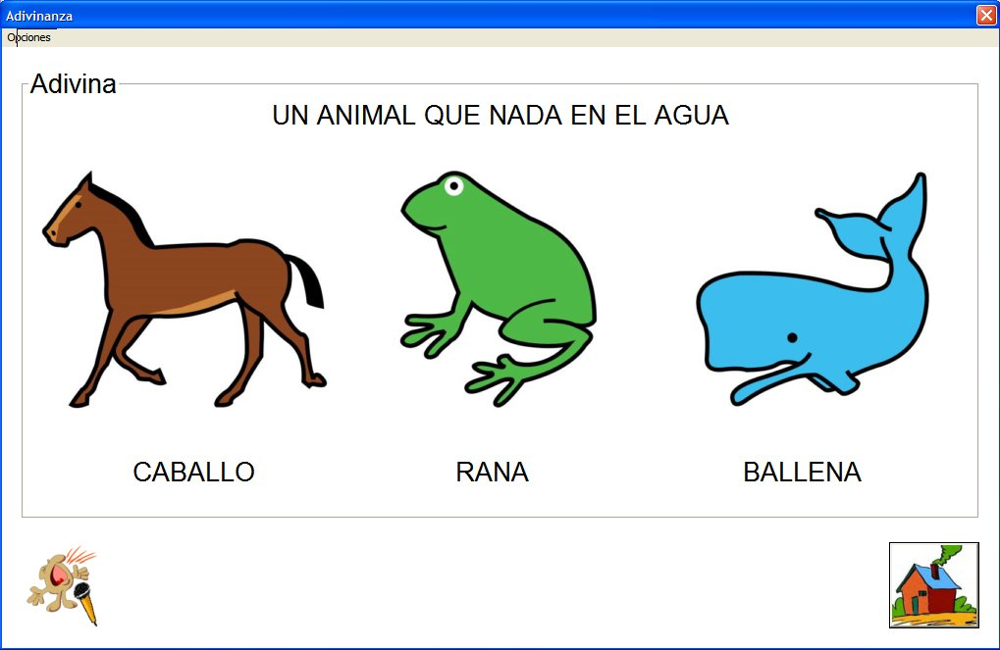 Adivinanza
Opciones
Adivina
UN ANIMAL QUE NADA EN EL AGUA
CABALLO
RANA
BALLENA